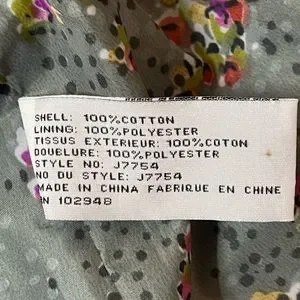 SHELL: 100%COTTON
LINING: 100%POLYESTER
TISSUS EXTERIEUR: 100%COTON
DOUBLURE: 100%POLYESTER
STYLE NO: J7754
NO DU STYLE: J7754
MADE IN CHINA FABRIQUE EN CHINE
RN 102948